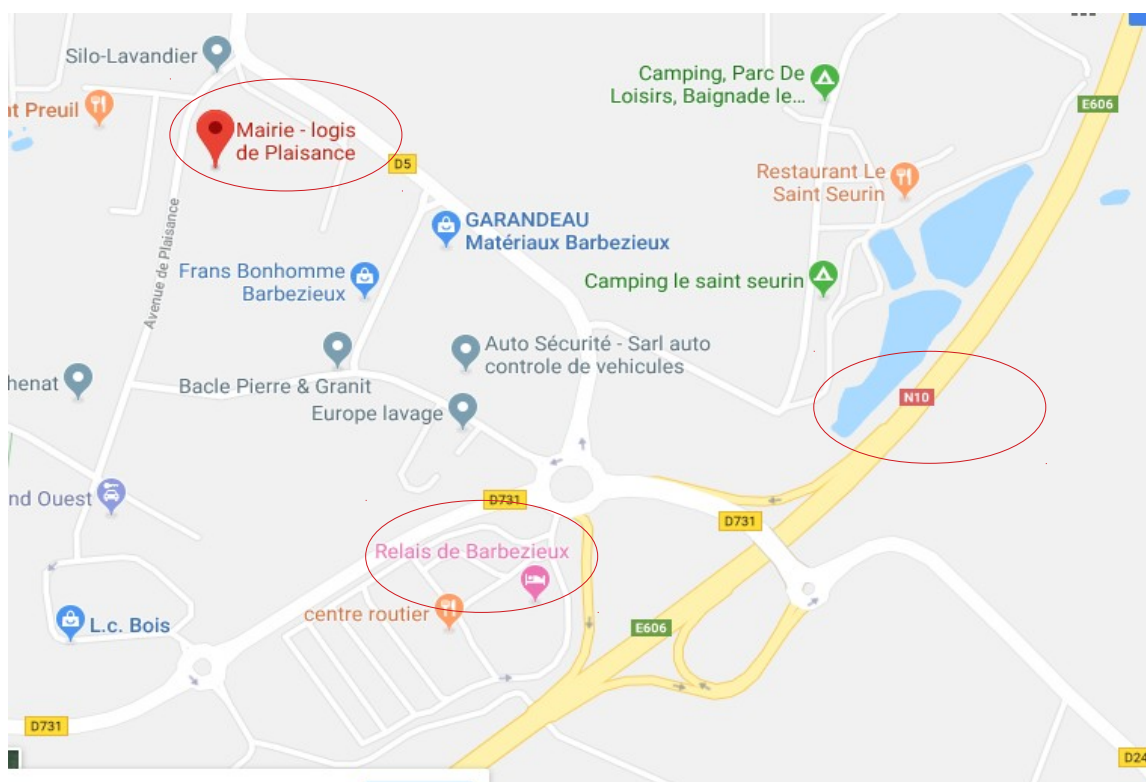 Silo-Lavandier
Camping, Parc De
Loisirs, Baignade le...
E606
nt Preuil
Mairie - logis
de Plaisance
D5
Restaurant Le
Saint Seurin
GARANDEAU
Matériaux Barbezieux
Avenue de Plaisance
Frans Bonhomme
Barbezieux
Camping le saint seurin
Auto Sécurité - Sarl auto
controle de vehicules
henat
Bacle Pierre & Granit
Europe lavage
N10
nd Ouest
D731
D731
Relais de Barbezieux
centre routier
L.c. Bois
E606
D731
D24